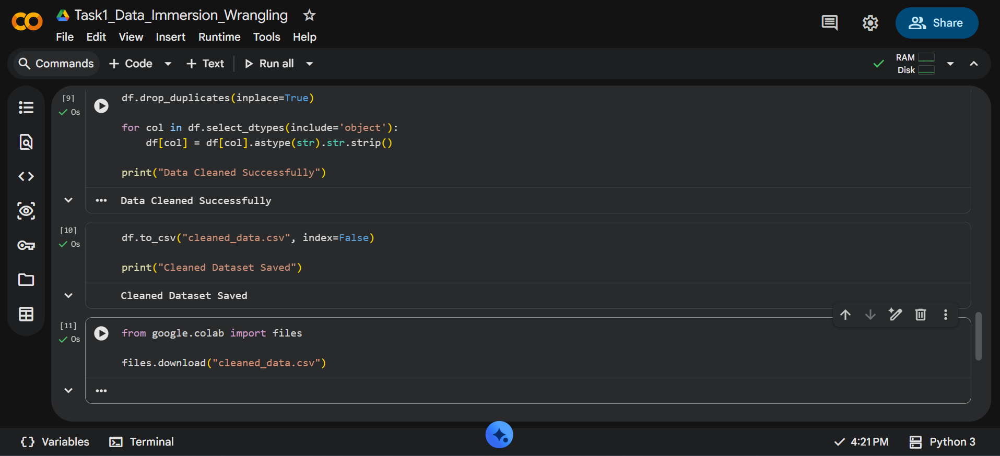 Task1_Data_Immersion_Wrangling
File Edit View Insert Runtime Tools Help
Share
Commands + Code + Text Run all
RAM
Disk
[9]
0s
df.drop_duplicates(inplace=True)
for col in df.select_dtypes(include='object'):
    df[col] = df[col].astype(str).str.strip()
print("Data Cleaned Successfully")
Data Cleaned Successfully
[10]
0s
df.to_csv("cleaned_data.csv", index=False)
print("Cleaned Dataset Saved")
Cleaned Dataset Saved
[11]
0s
from google.colab import files
files.download("cleaned_data.csv")
Variables Terminal 4:21 PM Python 3